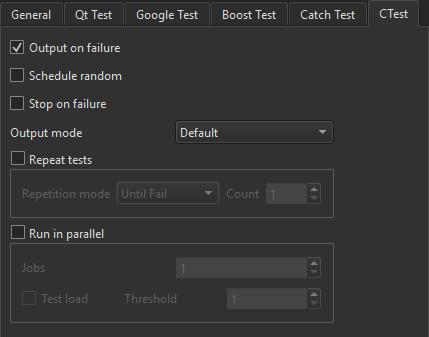 General Qt Test Google Test Boost Test Catch Test CTest
Output on failure
Schedule random
Stop on failure
Output mode Default
Repeat tests
Repetition mode Until Fail Count 1
Run in parallel
Jobs 1
Test load Threshold 1